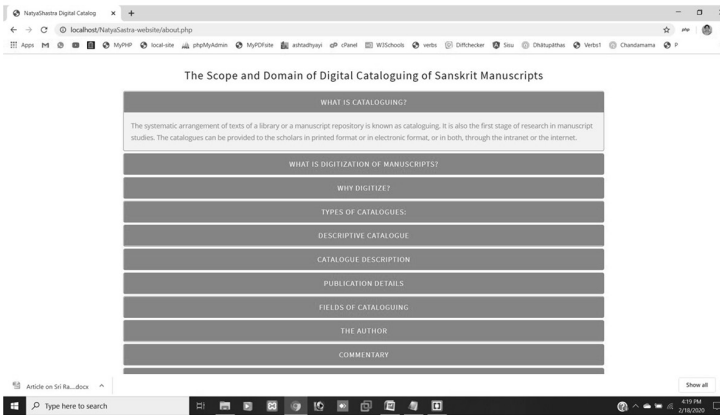 NatyaShastra Digital Catalog
localhost/NatyaSastra-website/about.php
Apps MyPHP local-site phpMyAdmin MyPDFsite ashtadhyayi cPanel W3Schools verbs Diffchecker Sisu Dhātupāthas Verbs1 Chandamama P
The Scope and Domain of Digital Cataloguing of Sanskrit Manuscripts
WHAT IS CATALOGUING?
The systematic arrangement of texts of a library or a manuscript repository is known as cataloguing. It is also the first stage of research in manuscript
studies. The catalogues can be provided to the scholars in printed format or in electronic format, or in both, through the intranet or the internet.
WHAT IS DIGITIZATION OF MANUSCRIPTS?
WHY DIGITIZE?
TYPES OF CATALOGUES:
DESCRIPTIVE CATALOGUE
CATALOGUE DESCRIPTION
PUBLICATION DETAILS
FIELDS OF CATALOGUING
THE AUTHOR
COMMENTARY
Article on Sri Ra....docx
Show all
Type here to search
4:19 PM
2/18/2020